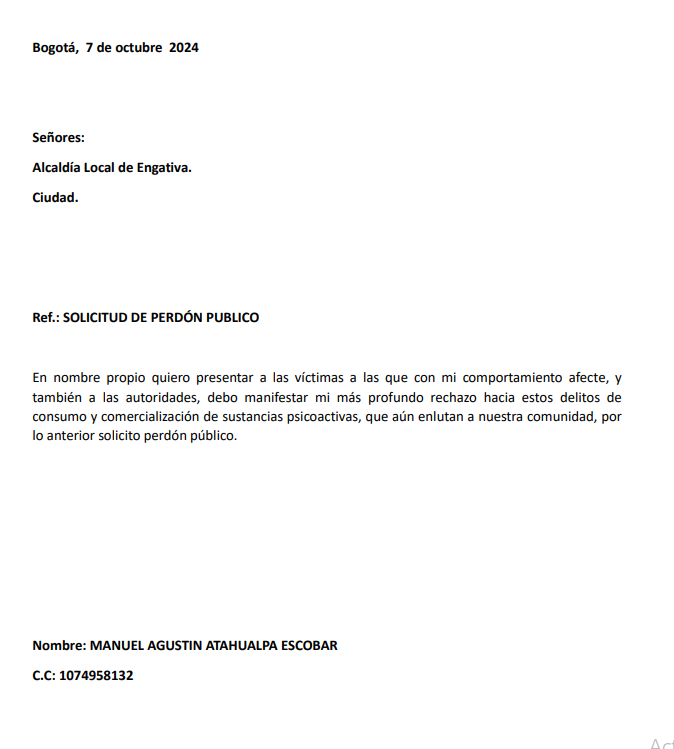 Bogotá, 7 de octubre 2024
Señores:
Alcaldía Local de Engativa.
Ciudad.
Ref.: SOLICITUD DE PERDÓN PUBLICO
En nombre propio quiero presentar a las víctimas a las que con mi comportamiento afecte, y
también a las autoridades, debo manifestar mi más profundo rechazo hacia estos delitos de
consumo y comercialización de sustancias psicoactivas, que aún enlutan a nuestra comunidad, por
lo anterior solicito perdón público.
Nombre: MANUEL AGUSTIN ATAHUALPA ESCOBAR
C.C: 1074958132